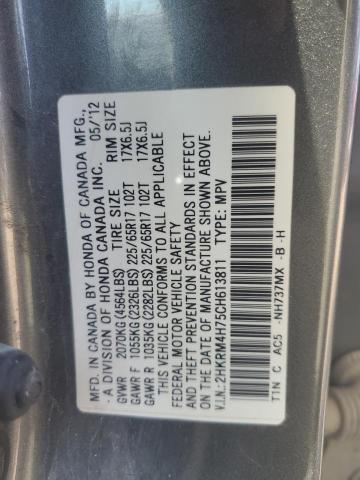 MFD. IN CANADA BY HONDA OF CANADA MFG.,
- A DIVISION OF HONDA CANADA INC. 05/'12
TIRE SIZE RIM SIZE
GVWR 2070KG (4564LBS)
GAWR F 1055KG (2326LBS) 225/65R17 102T 17X6.5J
GAWR R 1035KG (2282LBS) 225/65R17 102T 17X6.5J
THIS VEHICLE CONFORMS TO ALL APPLICABLE
FEDERAL MOTOR VEHICLE SAFETY
AND THEFT PREVENTION STANDARDS IN EFFECT
ON THE DATE OF MANUFACTURE SHOWN ABOVE.
V.I.N.: 2HKRM4H75CH613811 TYPE: MPV
T1N C AC5 -NH737MX -B -H